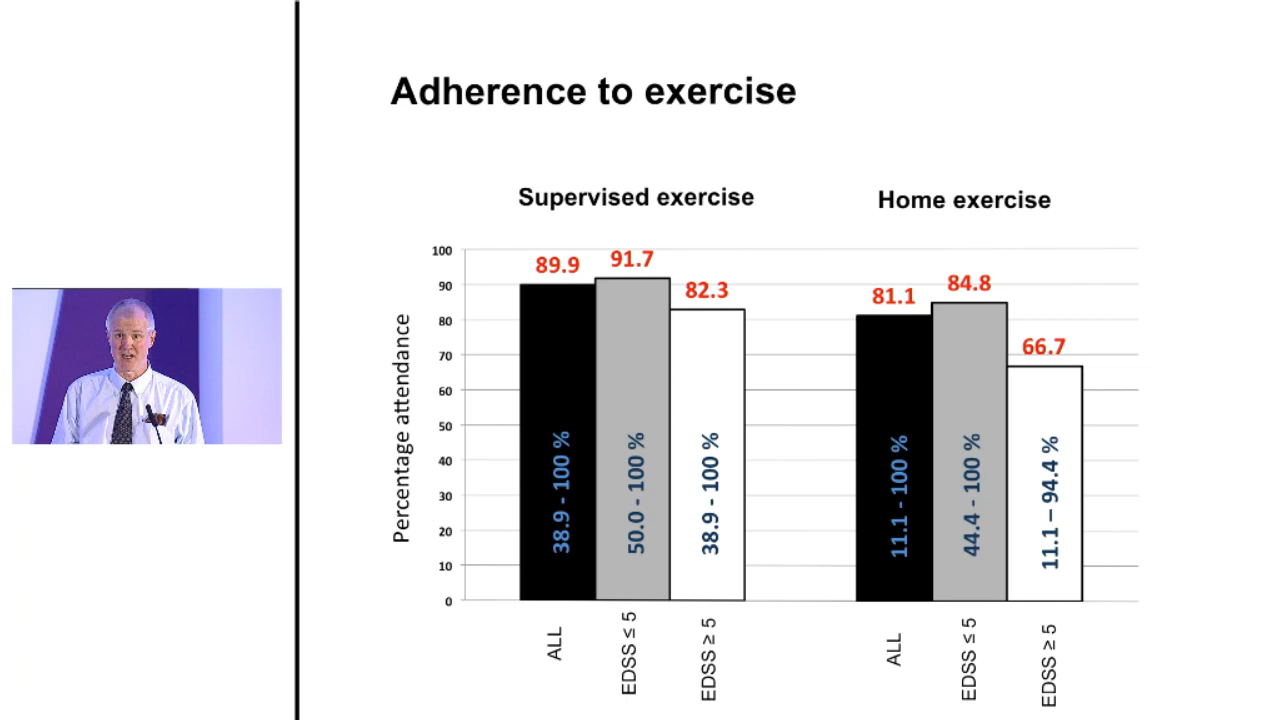 Adherence to exercise
Supervised exercise
Home exercise
Percentage attendance
100
90
80
70
60
50
40
30
20
10
0
89.9
91.7
82.3
81.1
84.8
66.7
38.9 - 100 %
50.0 - 100 %
38.9 - 100 %
11.1 - 100 %
44.4 - 100 %
11.1 – 94.4 %
ALL
EDSS ≤ 5
EDSS ≥ 5
ALL
EDSS ≤ 5
EDSS ≥ 5